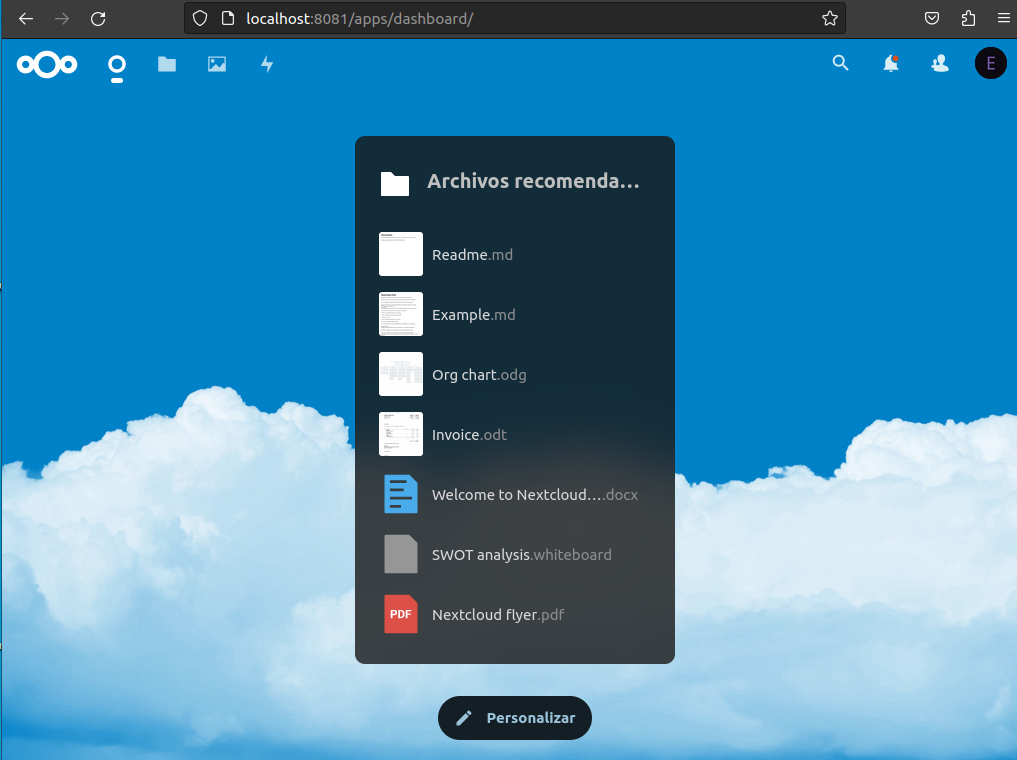 localhost:8081/apps/dashboard/
E
Archivos recomenda...
Readme.md
Example.md
Org chart.odg
Invoice.odt
Welcome to Nextcloud....docx
SWOT analysis.whiteboard
PDF
Nextcloud flyer.pdf
Personalizar